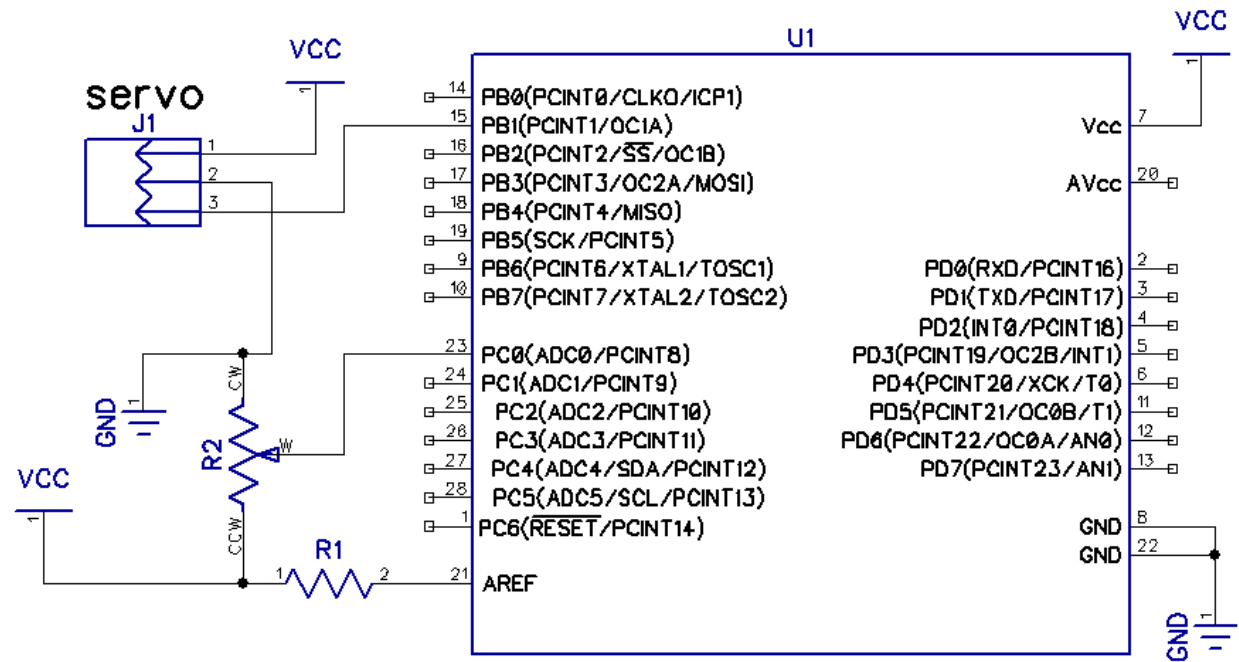 VCC
1
servo
J1
1
2
3
GND
1
CW
R2
W
CCW
VCC
1
R1
1
2
U1
14 PB0(PCINT0/CLKO/ICP1)
15 PB1(PCINT1/OC1A)
16 PB2(PCINT2/SS/OC1B)
17 PB3(PCINT3/OC2A/MOSI)
18 PB4(PCINT4/MISO)
19 PB5(SCK/PCINT5)
9 PB6(PCINT6/XTAL1/TOSC1)
10 PB7(PCINT7/XTAL2/TOSC2)
23 PC0(ADC0/PCINT8)
24 PC1(ADC1/PCINT9)
25 PC2(ADC2/PCINT10)
26 PC3(ADC3/PCINT11)
27 PC4(ADC4/SDA/PCINT12)
28 PC5(ADC5/SCL/PCINT13)
1 PC6(RESET/PCINT14)
21 AREF
Vcc 7
AVcc 20
PD0(RXD/PCINT16) 2
PD1(TXD/PCINT17) 3
PD2(INT0/PCINT18) 4
PD3(PCINT19/OC2B/INT1) 5
PD4(PCINT20/XCK/T0) 6
PD5(PCINT21/OC0B/T1) 11
PD6(PCINT22/OC0A/AN0) 12
PD7(PCINT23/AN1) 13
GND 8
GND 22
VCC
1
GND
1